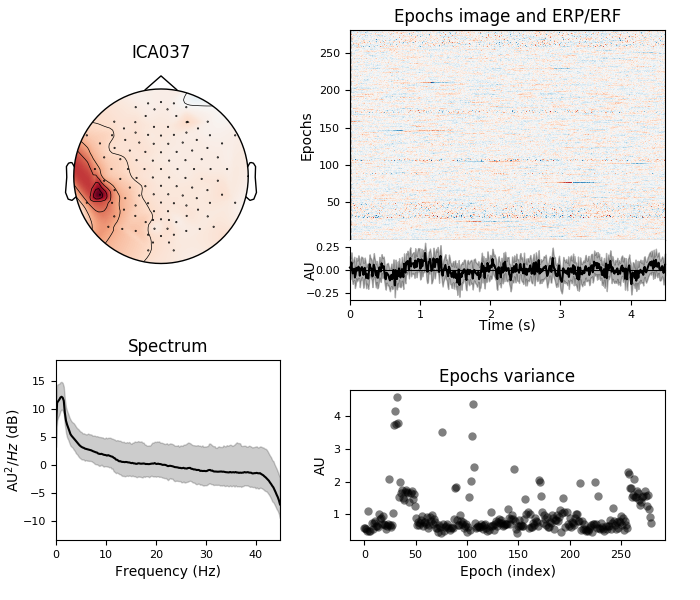 Epochs image and ERP/ERF
ICA037
250
200
150
100
50
Epochs
0.25
0.00
−0.25
AU
0 1 2 3 4
Time (s)
Spectrum
15
10
5
0
−5
−10
AU²/Hz (dB)
0 10 20 30 40
Frequency (Hz)
Epochs variance
4
3
2
1
AU
0 50 100 150 200 250
Epoch (index)